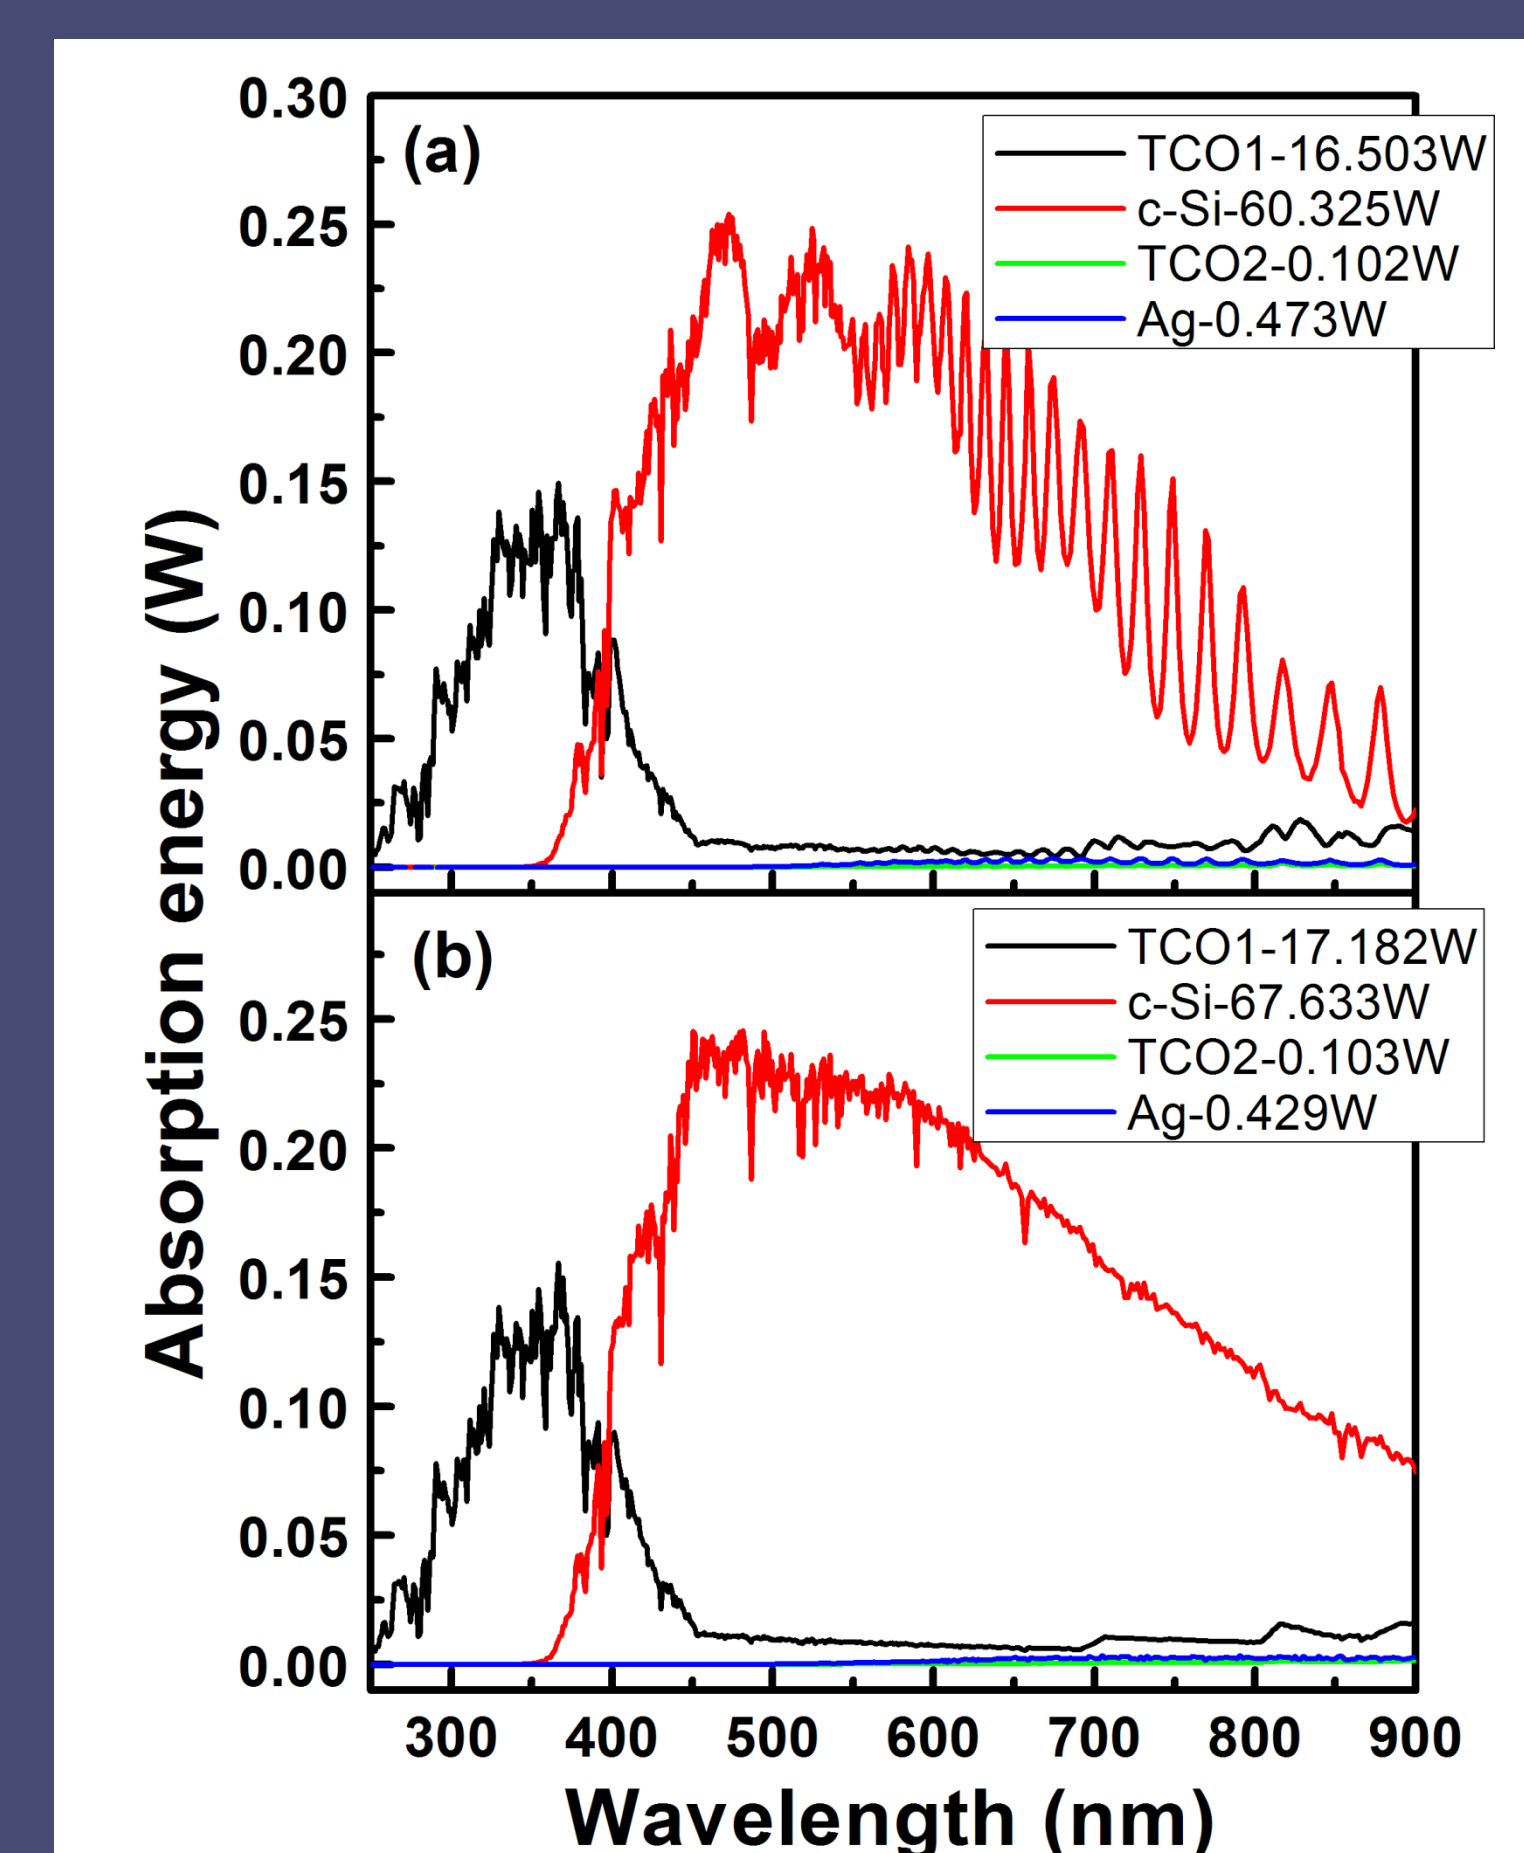 Absorption energy (W)
0.30
0.25
0.20
0.15
0.10
0.05
0.00
(a)
TCO1-16.503W
c-Si-60.325W
TCO2-0.102W
Ag-0.473W
0.25
0.20
0.15
0.10
0.05
0.00
(b)
TCO1-17.182W
c-Si-67.633W
TCO2-0.103W
Ag-0.429W
300 400 500 600 700 800 900
Wavelength (nm)